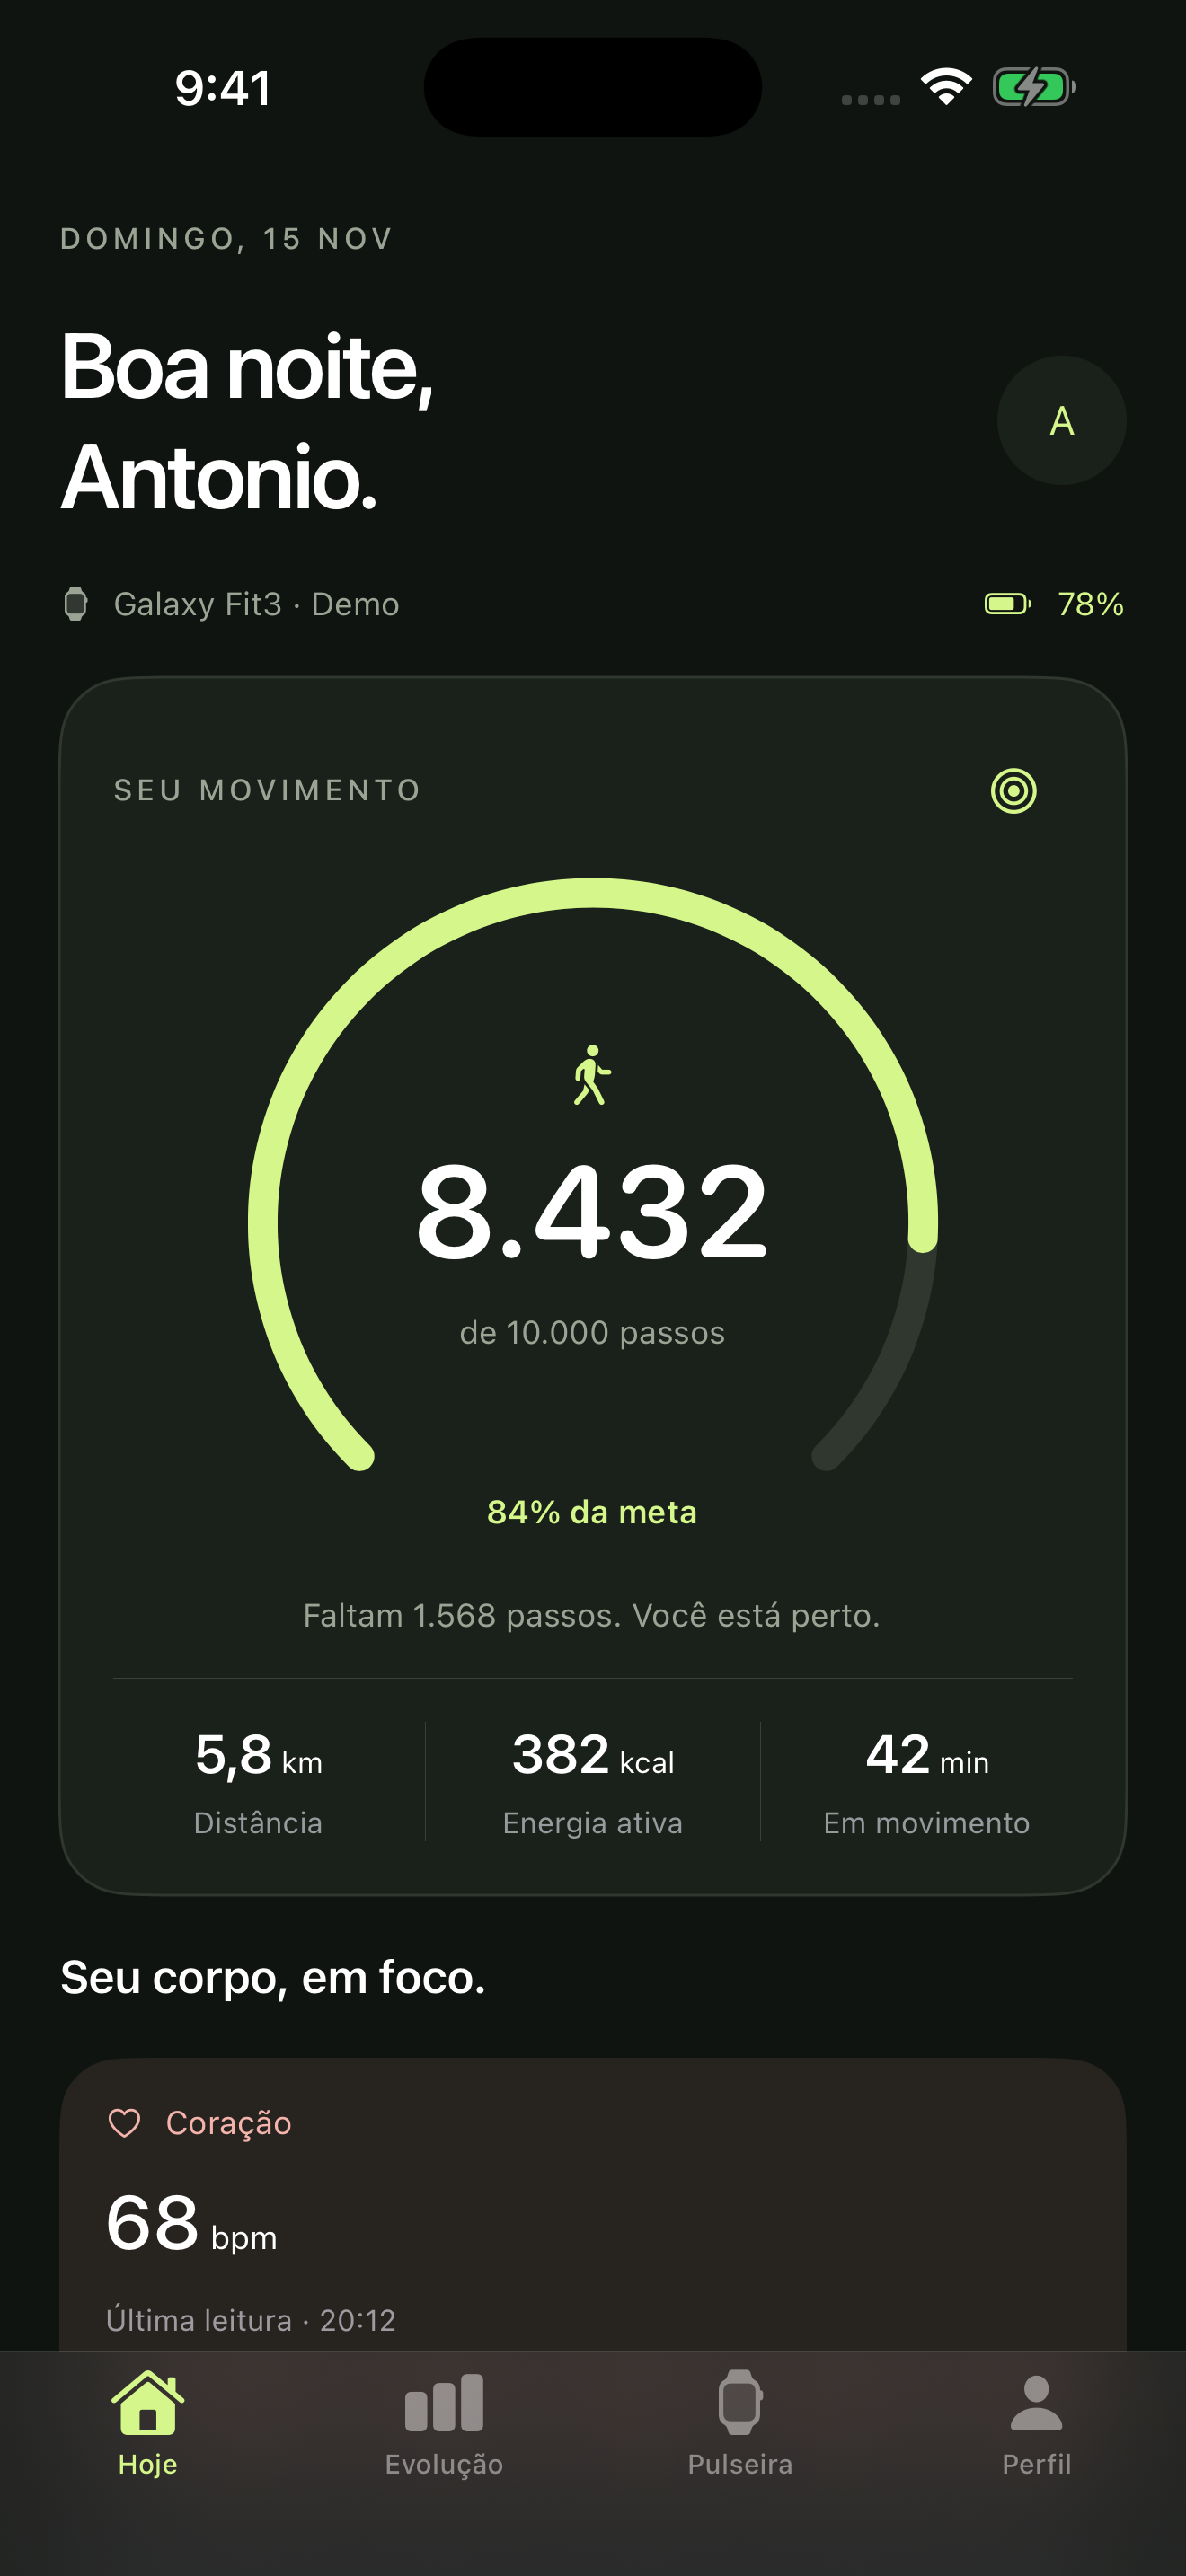 9:41
DOMINGO, 15 NOV
Boa noite,
Antonio.
A
Galaxy Fit3 · Demo
78%
SEU MOVIMENTO
8.432
de 10.000 passos
84% da meta
Faltam 1.568 passos. Você está perto.
5,8 km
Distância
382 kcal
Energia ativa
42 min
Em movimento
Seu corpo, em foco.
Coração
68 bpm
Última leitura · 20:12
Hoje
Evolução
Pulseira
Perfil